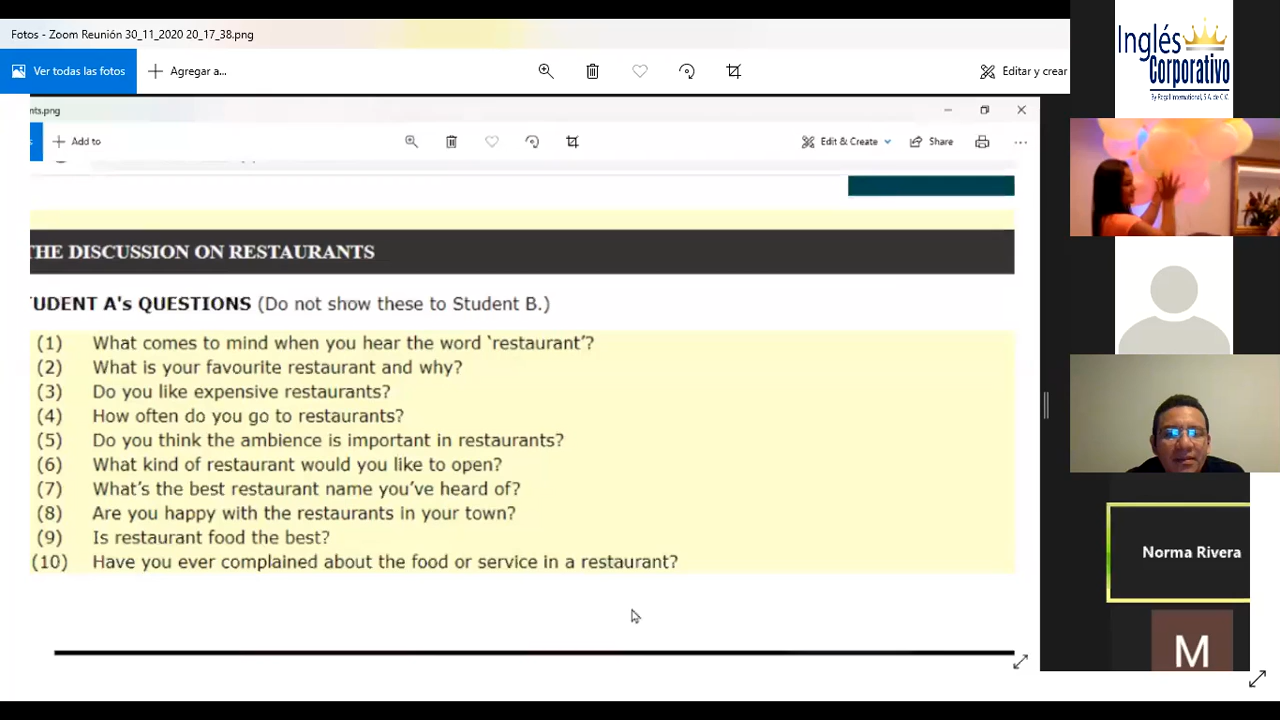 Fotos - Zoom Reunión 30_11_2020 20_17_38.png
Ver todas las fotos
Agregar a...
Editar y crear
nts.png
Add to
Edit & Create
Share
THE DISCUSSION ON RESTAURANTS
UDENT A's QUESTIONS (Do not show these to Student B.)
(1) What comes to mind when you hear the word ‘restaurant’?
(2) What is your favourite restaurant and why?
(3) Do you like expensive restaurants?
(4) How often do you go to restaurants?
(5) Do you think the ambience is important in restaurants?
(6) What kind of restaurant would you like to open?
(7) What’s the best restaurant name you’ve heard of?
(8) Are you happy with the restaurants in your town?
(9) Is restaurant food the best?
(10) Have you ever complained about the food or service in a restaurant?
Inglés
Corporativo
Norma Rivera
M